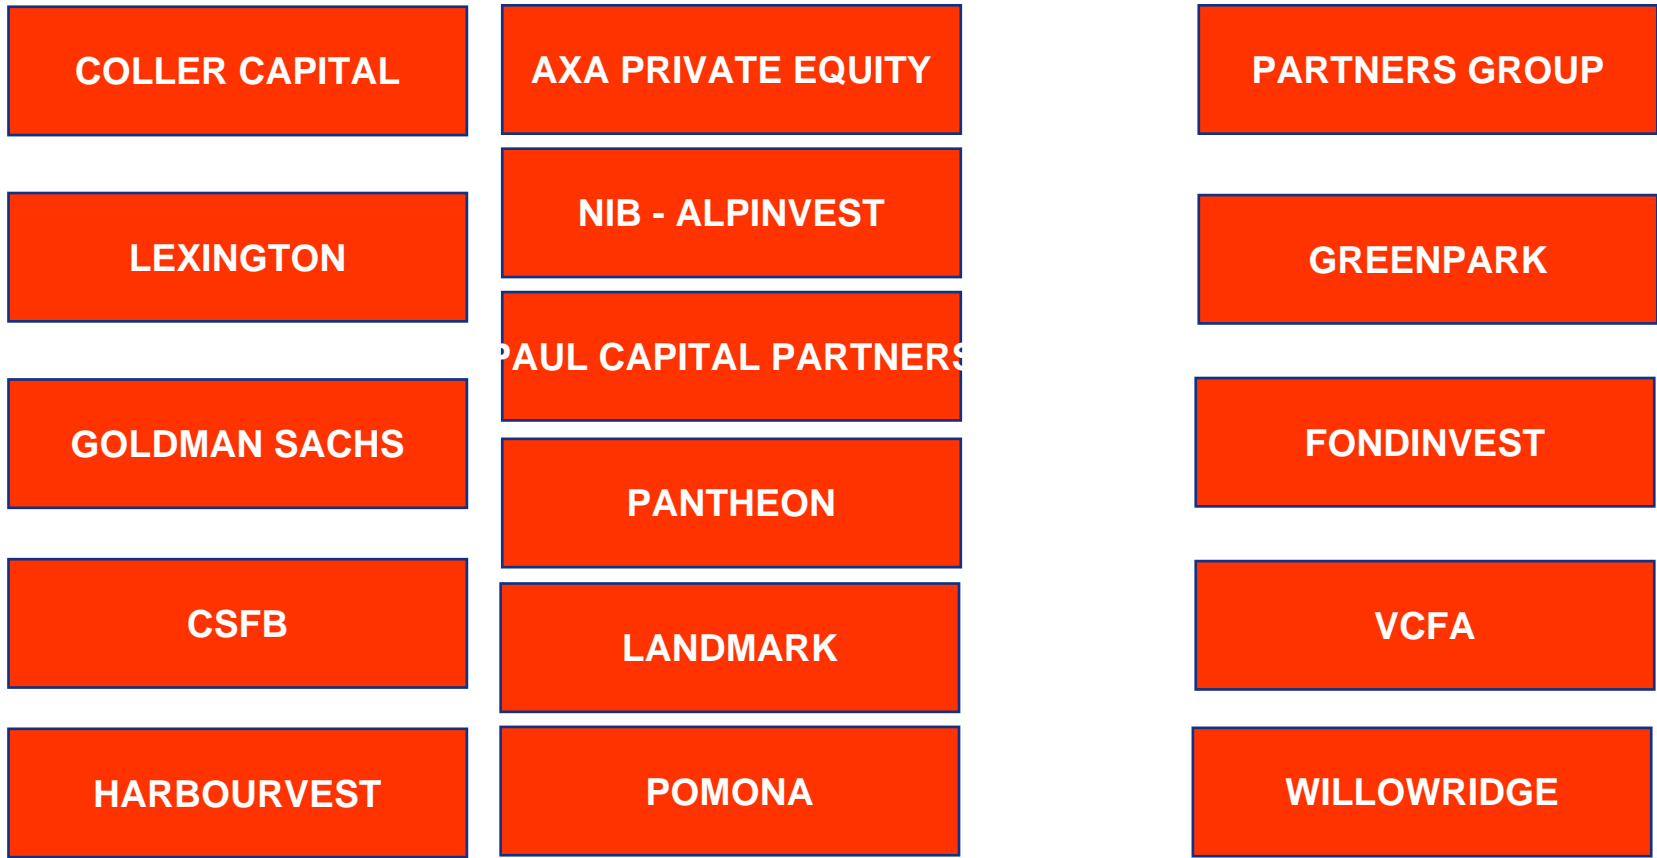 COLLER CAPITAL
LEXINGTON
GOLDMAN SACHS
CSFB
HARBOURVEST
AXA PRIVATE EQUITY
NIB - ALPINVEST
PAUL CAPITAL PARTNERS
PANTHEON
LANDMARK
POMONA
PARTNERS GROUP
GREENPARK
FONDINVEST
VCFA
WILLOWRIDGE